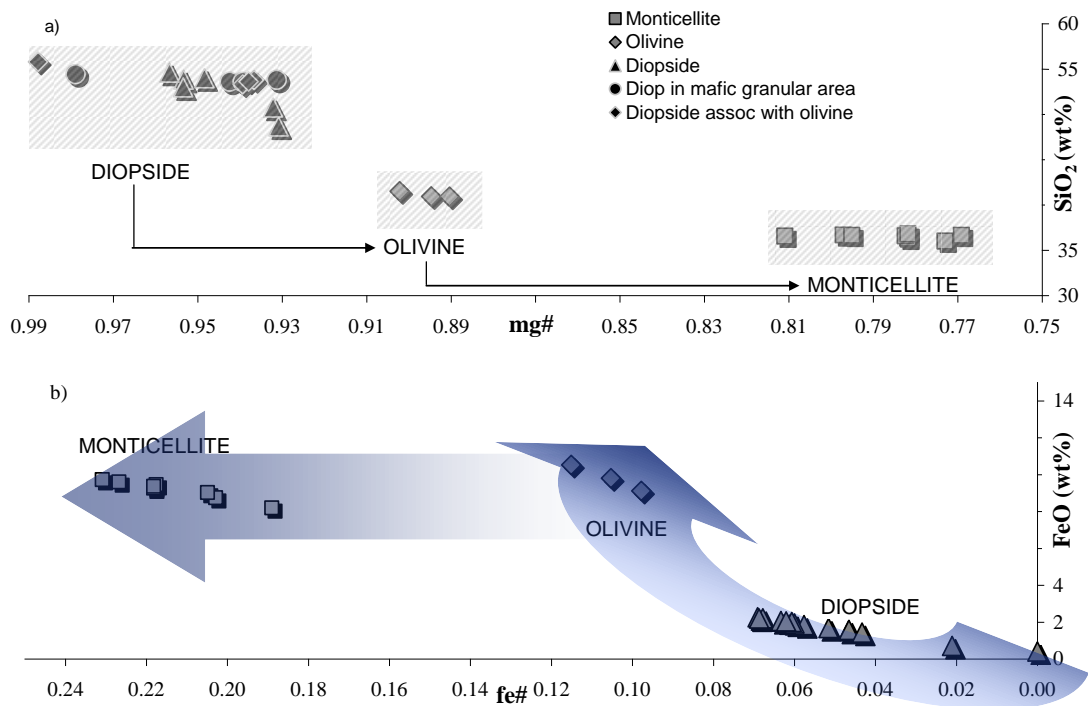 a)
Monticellite
Olivine
Diopside
Diop in mafic granular area
Diopside assoc with olivine
60
55
35
30
SiO2 (wt%)
DIOPSIDE
OLIVINE
MONTICELLITE
0.99 0.97 0.95 0.93 0.91 0.89 0.85 0.83 0.81 0.79 0.77 0.75
mg#
b)
14
4
2
0
FeO (wt%)
MONTICELLITE
OLIVINE
DIOPSIDE
0.24 0.22 0.20 0.18 0.16 0.14 0.12 0.10 0.08 0.06 0.04 0.02 0.00
fe#